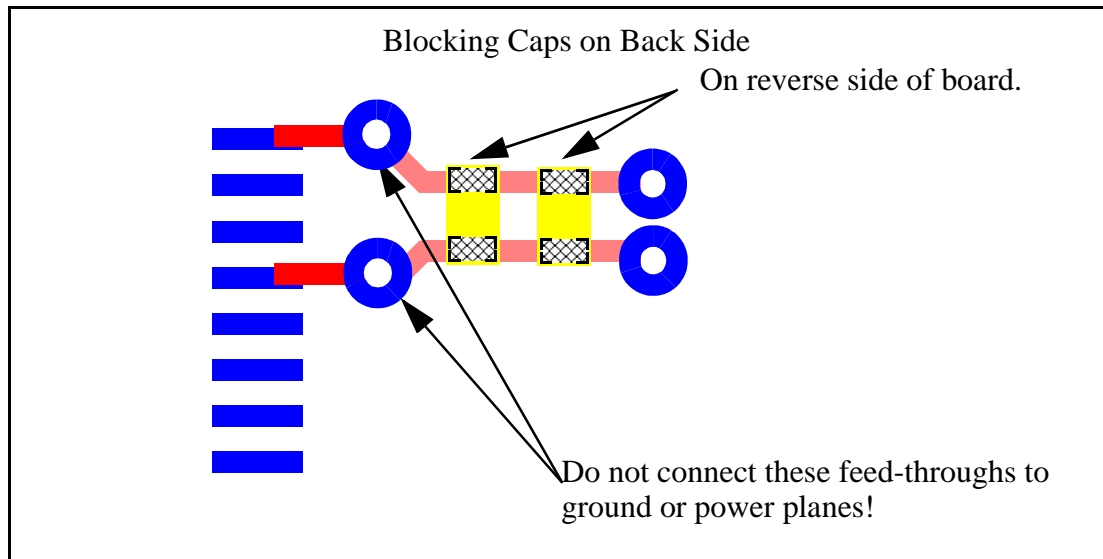 Blocking Caps on Back Side
On reverse side of board.
Do not connect these feed-throughs to
ground or power planes!